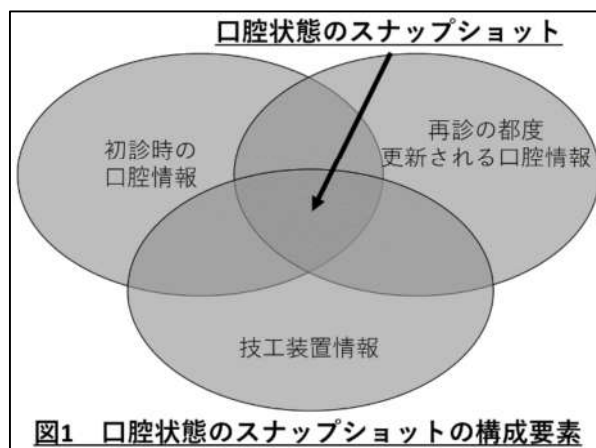 口腔状態のスナップショット
初診時の
口腔情報
再診の都度
更新される口腔情報
技工装置情報
図1　口腔状態のスナップショットの構成要素